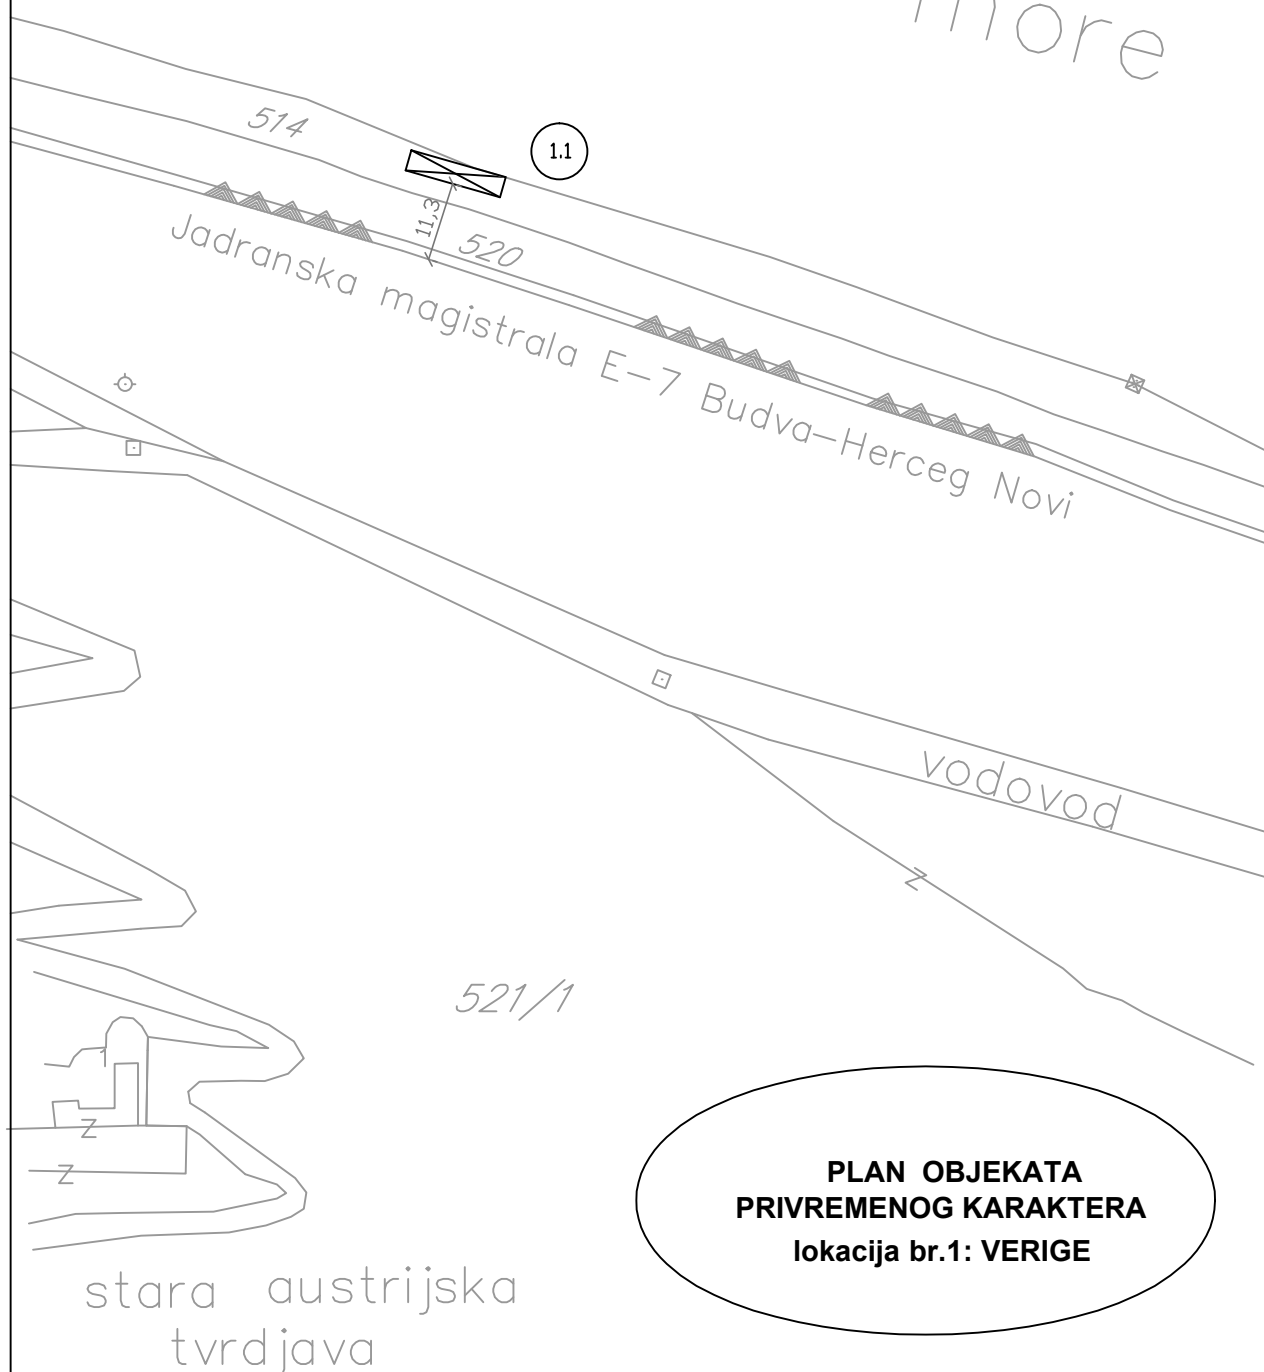 more
514
1.1
11,3
520
Jadranska magistrala E-7 Budva-Herceg Novi
vodovod
Z
521/1
Z
Z
PLAN OBJEKATA
PRIVREMENOG KARAKTERA
lokacija br.1: VERIGE
stara austrijska
tvrdjava